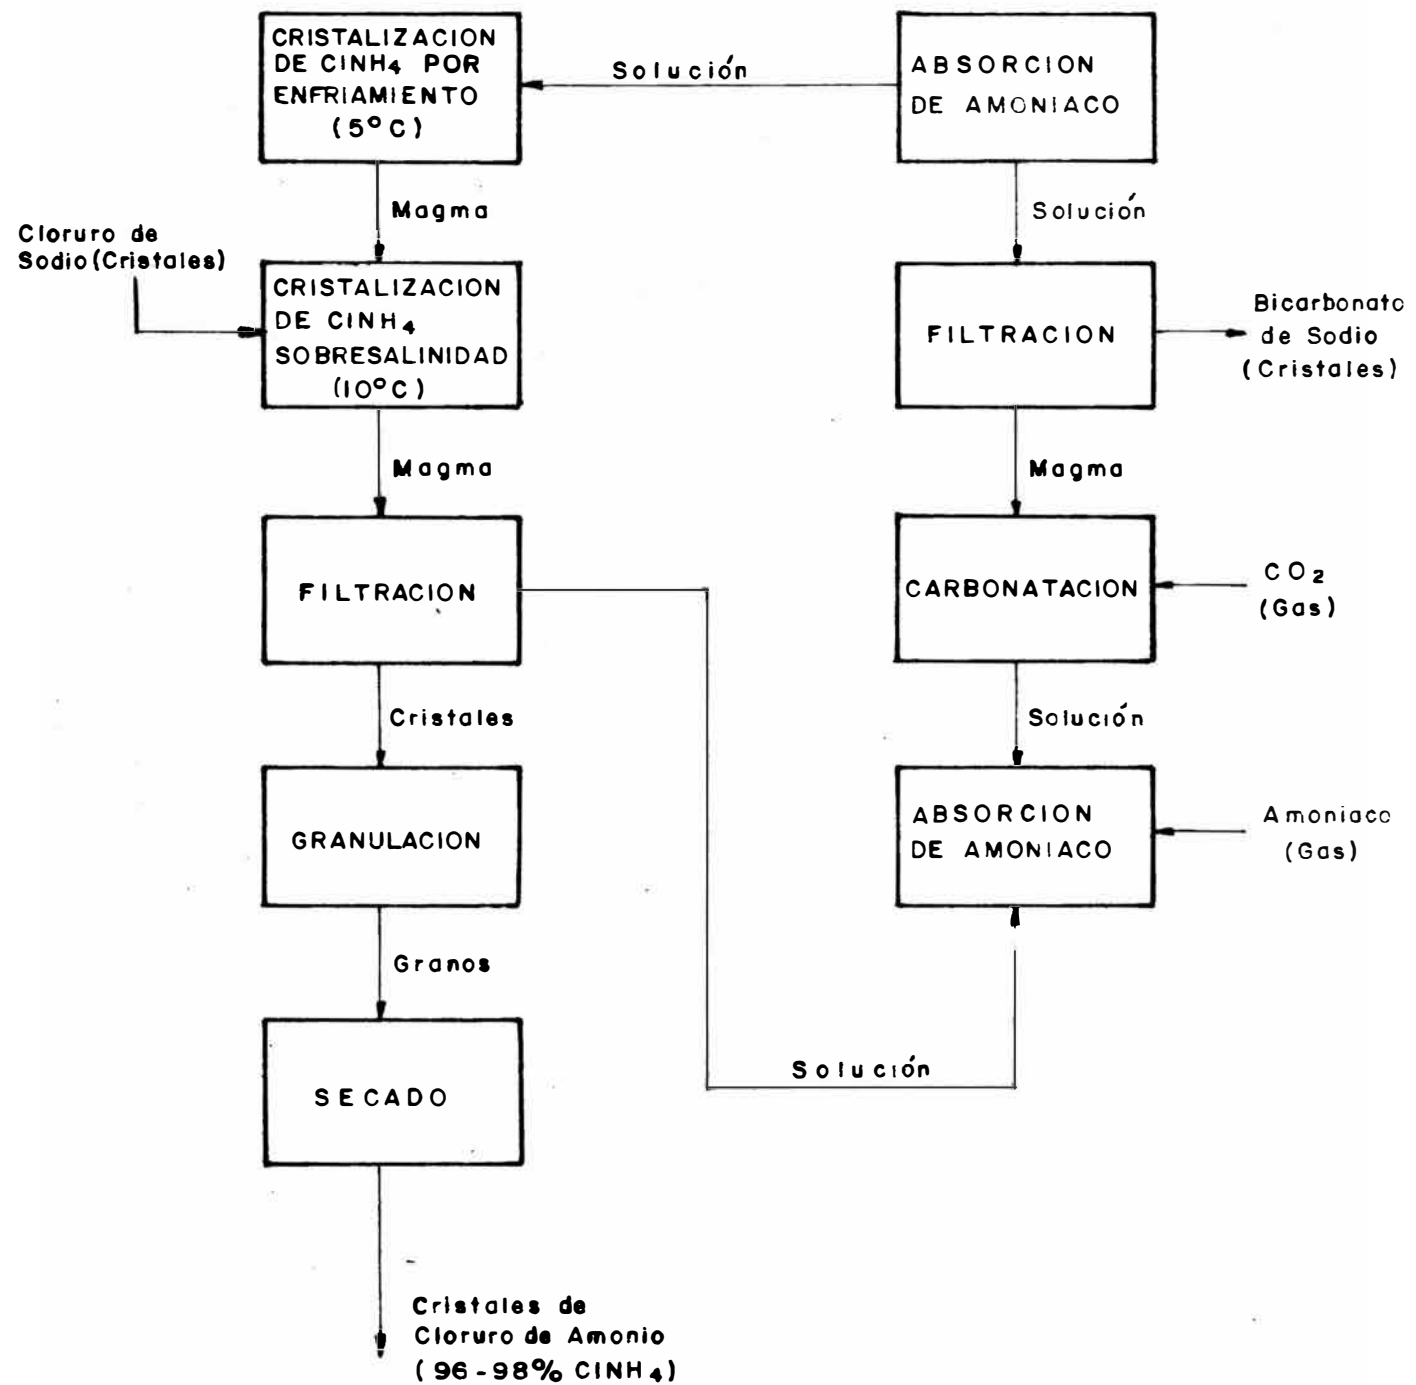 CRISTALIZACION
DE ClNH4 POR
ENFRIAMIENTO
(5°C)
Solución
ABSORCION
DE AMONIACO
Magma
Solución
Cloruro de
Sodio (Cristales)
CRISTALIZACION
DE ClNH4
SOBRESALINIDAD
(10°C)
FILTRACION
Bicarbonato
de Sodio
(Cristales)
Magma
Magma
FILTRACION
CARBONATACION
CO2
(Gas)
Cristales
Solución
GRANULACION
ABSORCION
DE AMONIACO
Amoniaco
(Gas)
Granos
Solución
SECADO
Cristales de
Cloruro de Amonio
(96-98% ClNH4)